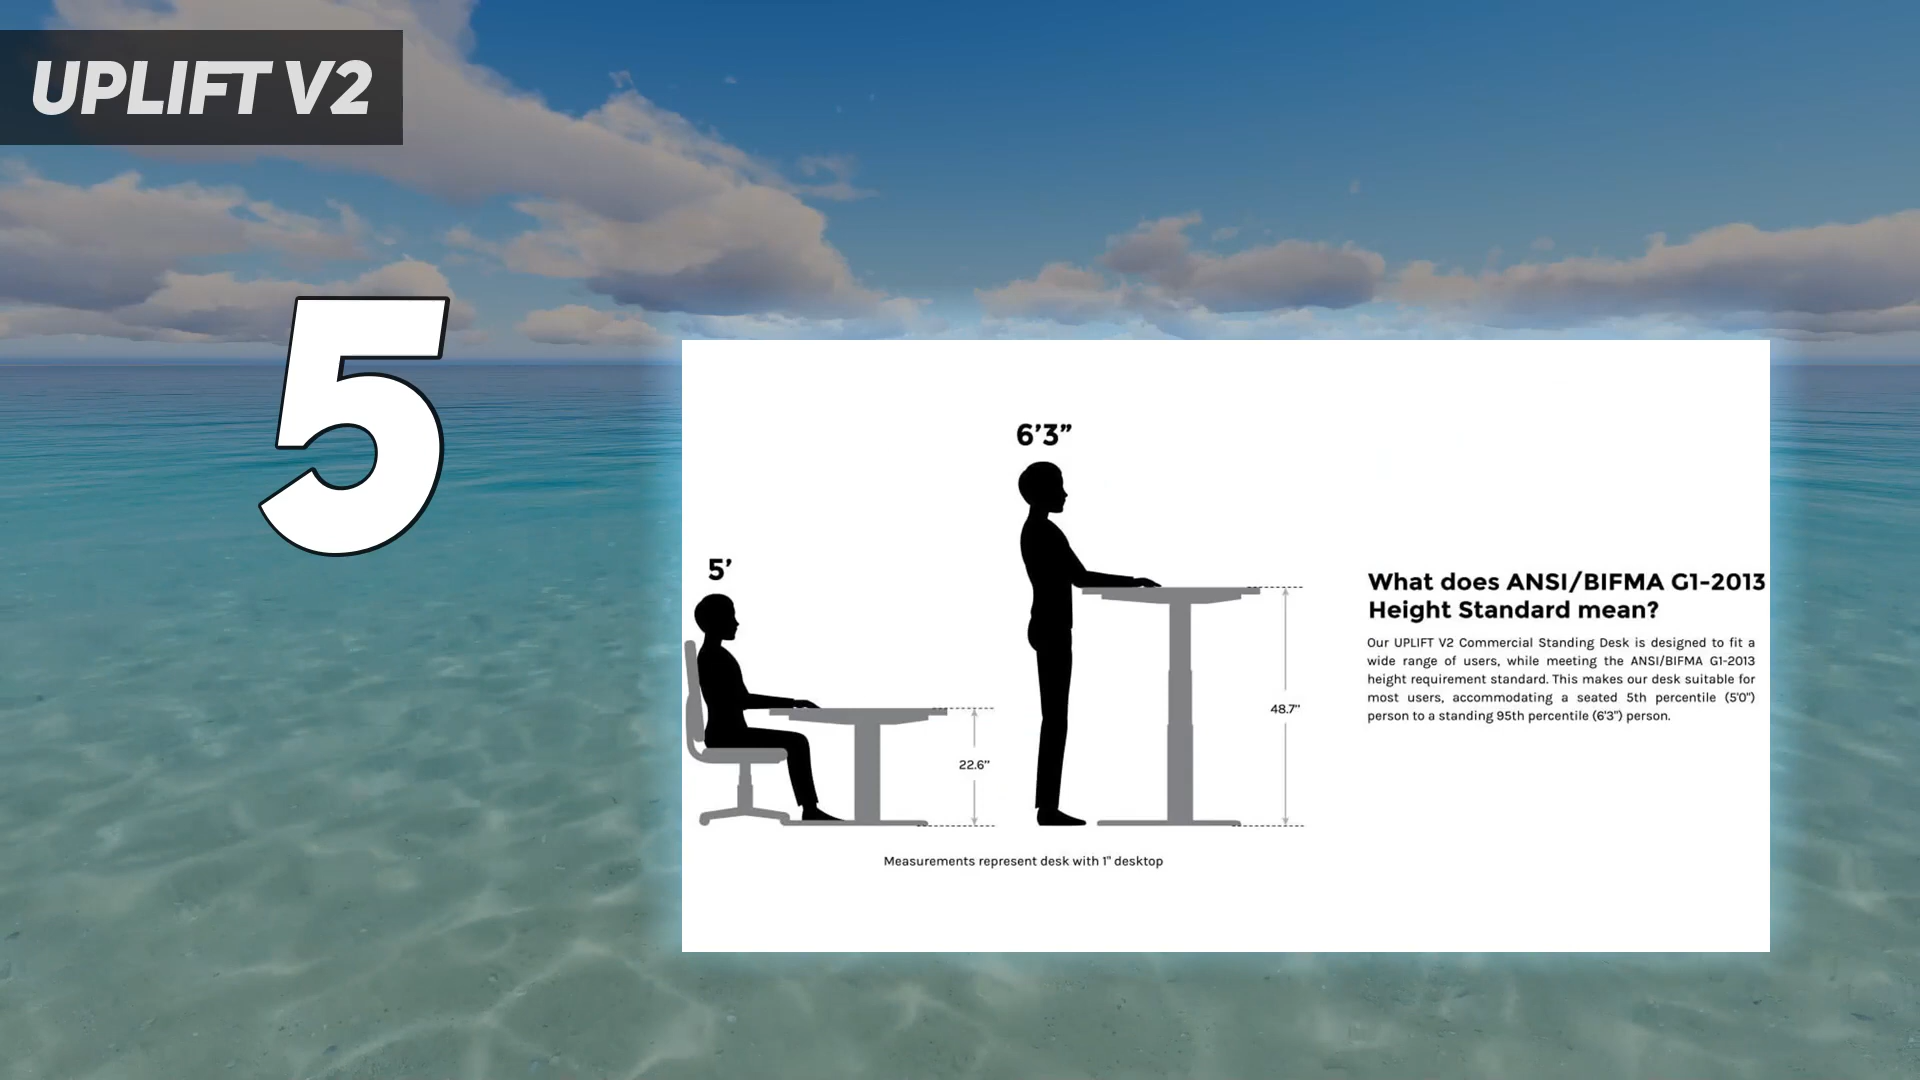 UPLIFT V2
5
6’3”
5’
What does ANSI/BIFMA G1-2013
Height Standard mean?
Our UPLIFT V2 Commercial Standing Desk is designed to fit a
wide range of users, while meeting the ANSI/BIFMA G1-2013
height requirement standard. This makes our desk suitable for
most users, accommodating a seated 5th percentile (5'0")
person to a standing 95th percentile (6'3") person.
48.7”
22.6”
Measurements represent desk with 1" desktop